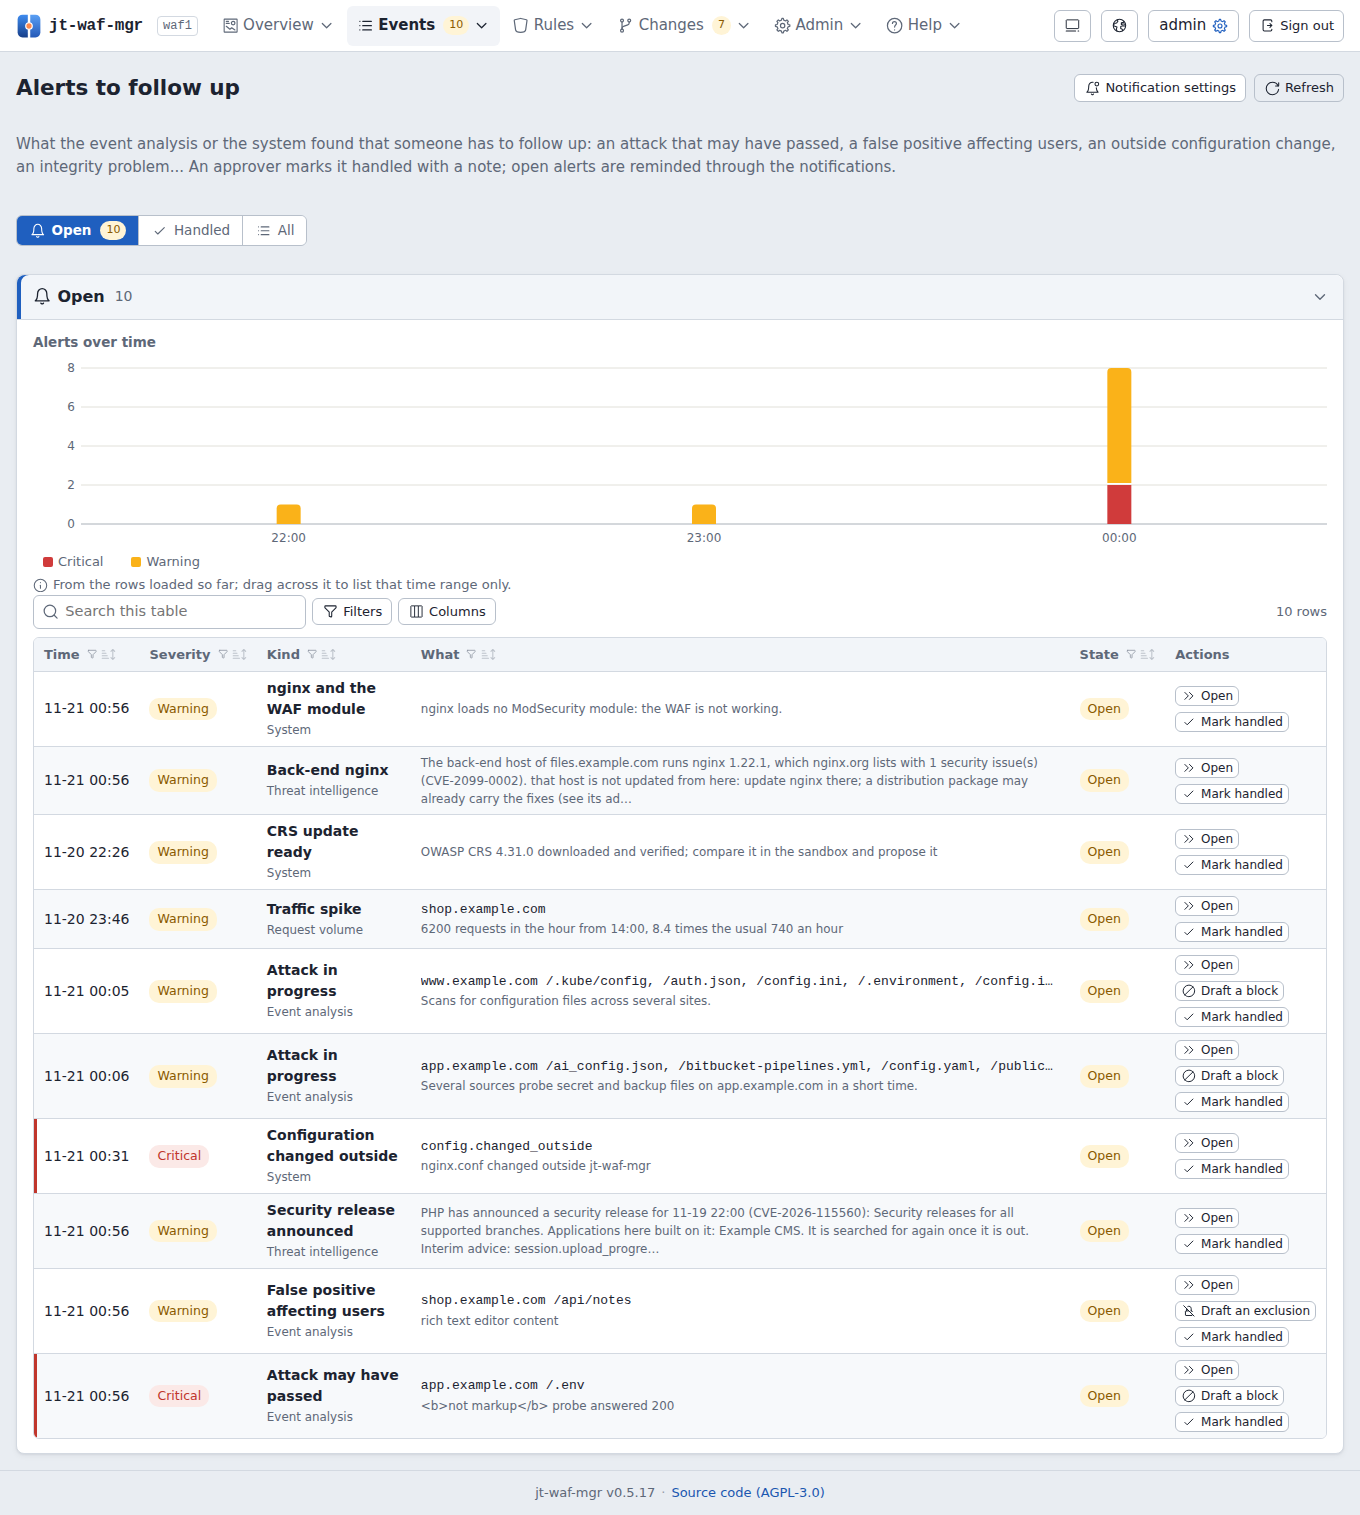 jt-waf-mgr waf1 Overview Events 10 Rules Changes 7 Admin Help admin Sign out
Alerts to follow up
Notification settings Refresh
What the event analysis or the system found that someone has to follow up: an attack that may have passed, a false positive affecting users, an outside configuration change,
an integrity problem... An approver marks it handled with a note; open alerts are reminded through the notifications.
Open 10 Handled All
Open 10
Alerts over time
8
6
4
2
0
22:00 23:00 00:00
Critical Warning
From the rows loaded so far; drag across it to list that time range only.
Search this table Filters Columns 10 rows
Time Severity Kind What State Actions
11-21 00:56 Warning
nginx and the
WAF module
System
nginx loads no ModSecurity module: the WAF is not working.
Open
Open
Mark handled
11-21 00:56 Warning
Back-end nginx
Threat intelligence
The back-end host of files.example.com runs nginx 1.22.1, which nginx.org lists with 1 security issue(s)
(CVE-2099-0002). that host is not updated from here: update nginx there; a distribution package may
already carry the fixes (see its ad…
Open
Open
Mark handled
11-20 22:26 Warning
CRS update
ready
System
OWASP CRS 4.31.0 downloaded and verified; compare it in the sandbox and propose it
Open
Open
Mark handled
11-20 23:46 Warning
Traffic spike
Request volume
shop.example.com
6200 requests in the hour from 14:00, 8.4 times the usual 740 an hour
Open
Open
Mark handled
11-21 00:05 Warning
Attack in
progress
Event analysis
www.example.com /.kube/config, /auth.json, /config.ini, /.environment, /config.i…
Scans for configuration files across several sites.
Open
Open
Draft a block
Mark handled
11-21 00:06 Warning
Attack in
progress
Event analysis
app.example.com /ai_config.json, /bitbucket-pipelines.yml, /config.yaml, /public…
Several sources probe secret and backup files on app.example.com in a short time.
Open
Open
Draft a block
Mark handled
11-21 00:31 Critical
Configuration
changed outside
System
config.changed_outside
nginx.conf changed outside jt-waf-mgr
Open
Open
Mark handled
11-21 00:56 Warning
Security release
announced
Threat intelligence
PHP has announced a security release for 11-19 22:00 (CVE-2026-115560): Security releases for all
supported branches. Applications here built on it: Example CMS. It is searched for again once it is out.
Interim advice: session.upload_progre…
Open
Open
Mark handled
11-21 00:56 Warning
False positive
affecting users
Event analysis
shop.example.com /api/notes
rich text editor content
Open
Open
Draft an exclusion
Mark handled
11-21 00:56 Critical
Attack may have
passed
Event analysis
app.example.com /.env
&lt;b&gt;not markup&lt;/b&gt; probe answered 200
Open
Open
Draft a block
Mark handled
jt-waf-mgr v0.5.17 · Source code (AGPL-3.0)